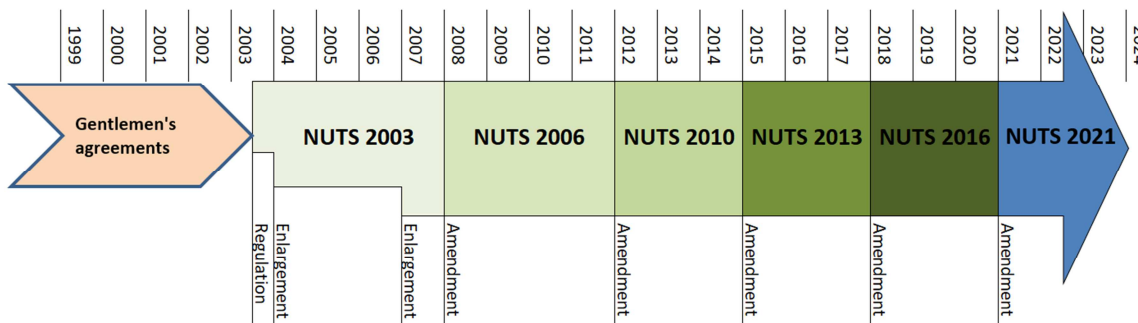 1999
2000
2001
2002
2003
2004
2005
2006
2007
2008
2009
2010
2011
2012
2013
2014
2015
2016
2017
2018
2019
2020
2021
2022
2023
2024
Gentlemen's
agreements
NUTS 2003
NUTS 2006
NUTS 2010
NUTS 2013
NUTS 2016
NUTS 2021
Regulation
Enlargement
Enlargement
Amendment
Amendment
Amendment
Amendment
Amendment